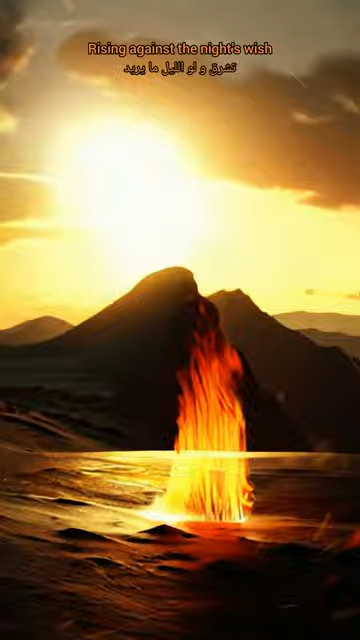 Rising against the night's wish
تشرق و لو الليل ما يريد